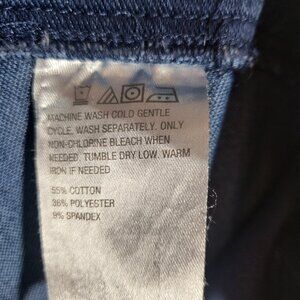 MACHINE WASH COLD GENTLE
CYCLE, WASH SEPARATELY. ONLY
NON-CHLORINE BLEACH WHEN
NEEDED. TUMBLE DRY LOW. WARM
IRON IF NEEDED
55% COTTON
36% POLYESTER
9% SPANDEX